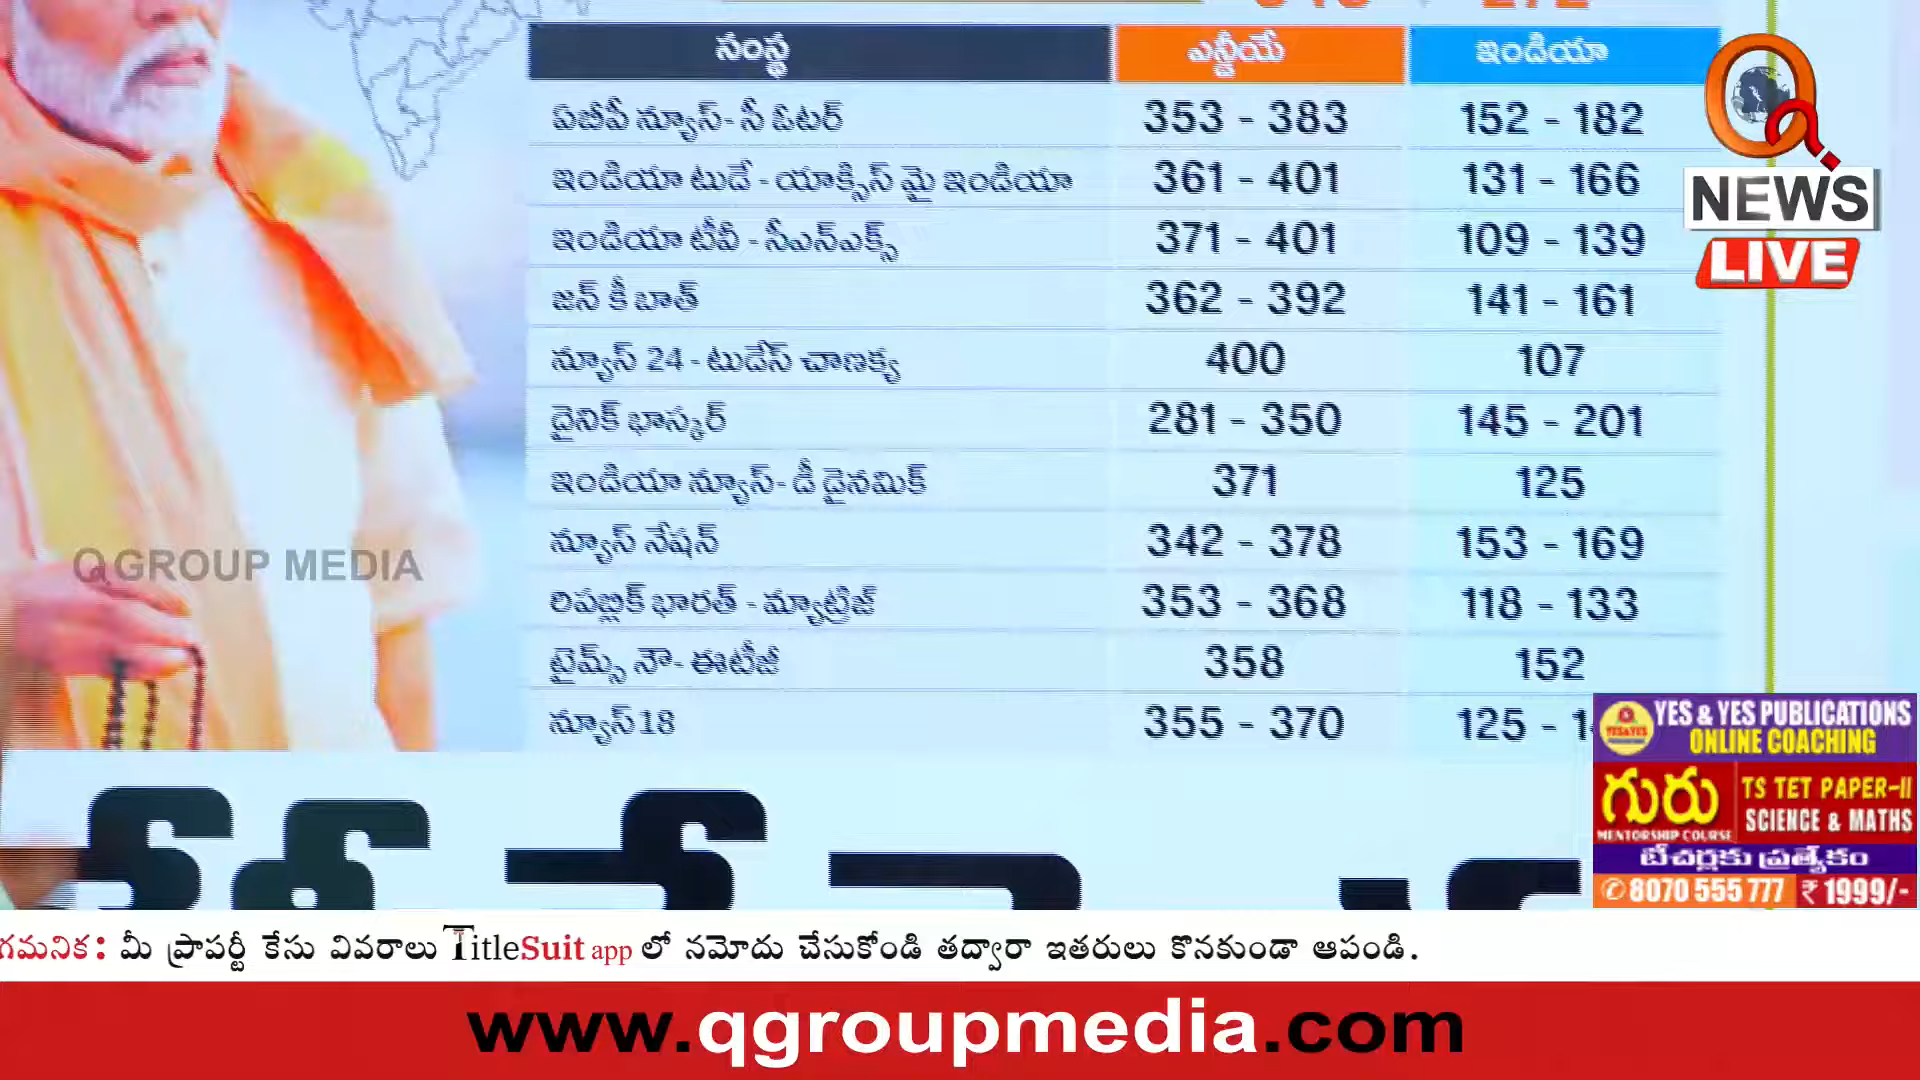 సంస్థ ఎన్డీయే ఇండియా
ఏబీపీ న్యూస్- సీ ఓటర్ 353 - 383 152 - 182
ఇండియా టుడే - యాక్సిస్ మై ఇండియా 361 - 401 131 - 166
ఇండియా టీవీ - సీఎన్ఎక్స్ 371 - 401 109 - 139
జన్ కీ బాత్ 362 - 392 141 - 161
న్యూస్ 24 - టుడేస్ చాణక్య 400 107
దైనిక్ భాస్కర్ 281 - 350 145 - 201
ఇండియా న్యూస్- డీ డైనమిక్ 371 125
న్యూస్ నేషన్ 342 - 378 153 - 169
రిపబ్లిక్ భారత్ - మ్యాట్రిజ్ 353 - 368 118 - 133
టైమ్స్ నౌ- ఈటీజీ 358 152
న్యూస్18 355 - 370 125 -
Q
NEWS
LIVE
Q GROUP MEDIA
YES & YES PUBLICATIONS
ONLINE COACHING
గురు
MENTORSHIP COURSE
TS TET PAPER-II
SCIENCE & MATHS
టీచర్లకు ప్రత్యేకం
8070 555 777 ₹ 1999/-
గమనిక: మీ ప్రాపర్టీ కేసు వివరాలు TitleSuit app లో నమోదు చేసుకోండి తద్వారా ఇతరులు కొనకుండా ఆపండి.
www.qgroupmedia.com